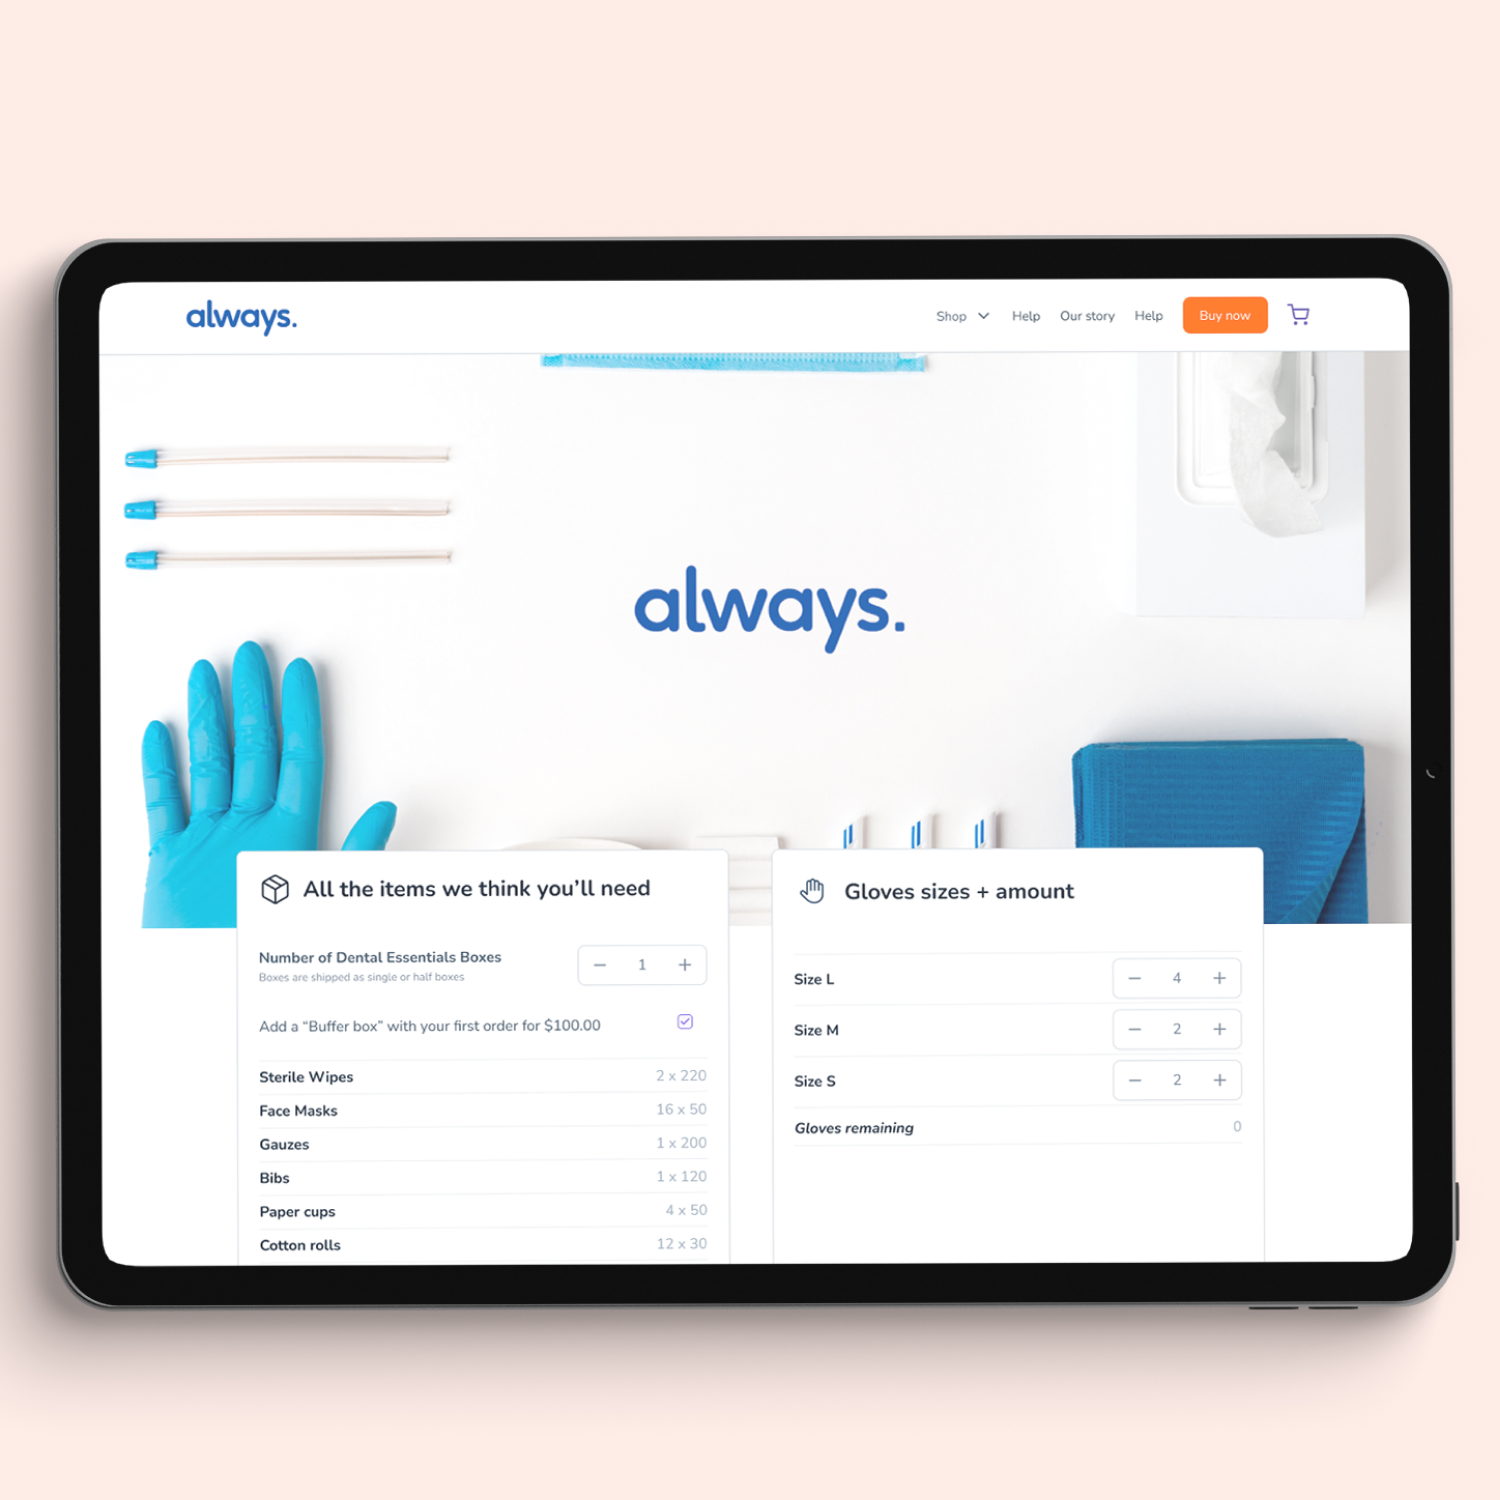 always.
Shop Help Our story Help Buy now
always.
All the items we think you’ll need
Number of Dental Essentials Boxes
Boxes are shipped as single or half boxes
− 1 +
Add a “Buffer box” with your first order for $100.00
Sterile Wipes 2 x 220
Face Masks 16 x 50
Gauzes 1 x 200
Bibs 1 x 120
Paper cups 4 x 50
Cotton rolls 12 x 30
Gloves sizes + amount
Size L − 4 +
Size M − 2 +
Size S − 2 +
Gloves remaining 0